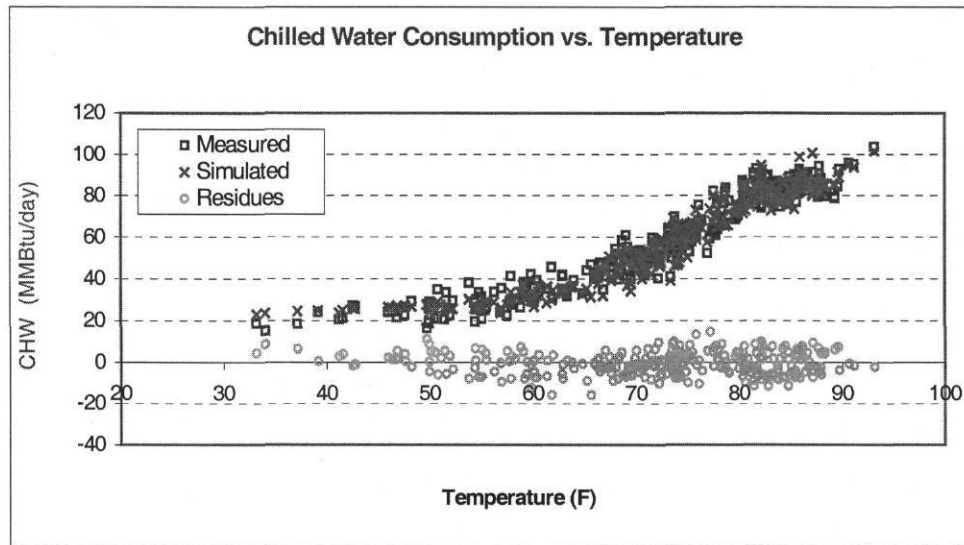 Chilled Water Consumption vs. Temperature
CHW (MMBtu/day)
120
100
80
60
40
20
0
-20
-40
Measured
Simulated
Residues
20 30 40 50 60 70 80 90 100
Temperature (F)